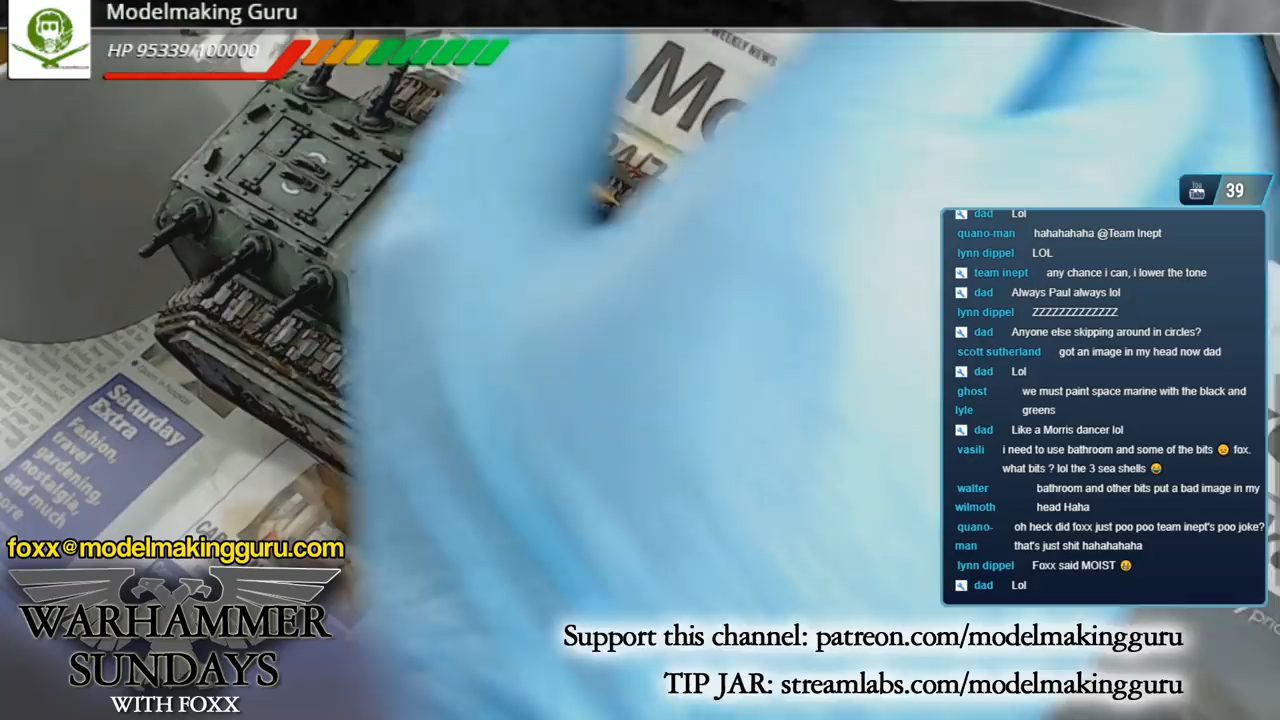 Modelmaking Guru
HP 95339/100000
WEEKLY NEWS
Mo
24/7
39
dad Lol
quano-man hahahahaha @Team Inept
lynn dippel LOL
team inept any chance i can, i lower the tone
dad Always Paul always lol
lynn dippel ZZZZZZZZZZZZZ
dad Anyone else skipping around in circles?
scott sutherland got an image in my head now dad
dad Lol
ghost we must paint space marine with the black and
lyle greens
dad Like a Morris dancer lol
vasili i need to use bathroom and some of the bits 😉 fox.
what bits ? lol the 3 sea shells 😂
walter bathroom and other bits put a bad image in my
wilmoth head Haha
quano- oh heck did foxx just poo poo team inept's poo joke?
man that's just shit hahahahaha
lynn dippel Foxx said MOIST 😆
dad Lol
Saturday
Extra
Fashion,
travel
gardening,
nostalgia,
and much
foxx@modelmakingguru.com
WARHAMMER
SUNDAYS
WITH FOXX
Support this channel: patreon.com/modelmakingguru
TIP JAR: streamlabs.com/modelmakingguru